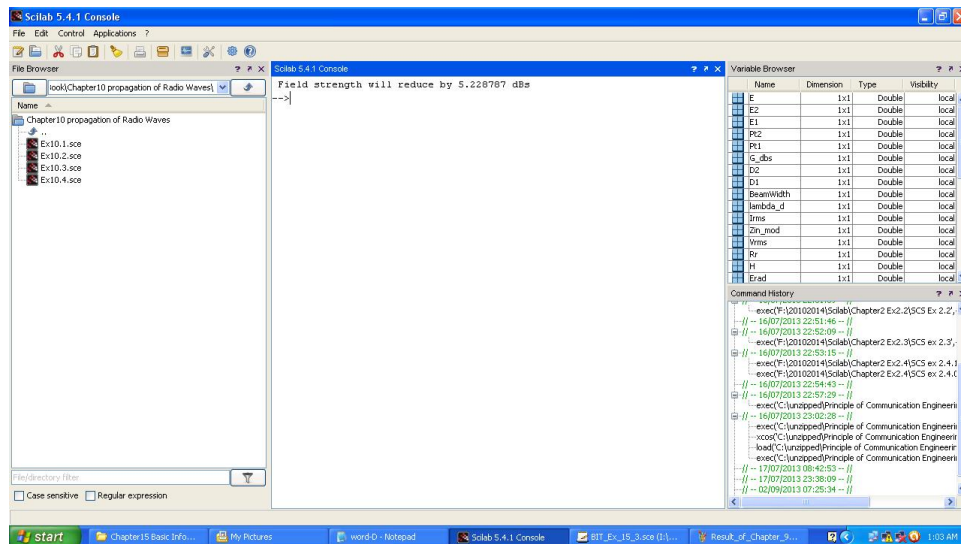 Scilab 5.4.1 Console
File Edit Control Applications ?
File Browser
look\Chapter10 propagation of Radio Waves\
Name
Chapter10 propagation of Radio Waves
..
Ex10.1.sce
Ex10.2.sce
Ex10.3.sce
Ex10.4.sce
File/directory filter
Case sensitive Regular expression
Scilab 5.4.1 Console
Field strength will reduce by 5.228787 dBs
-->
Variable Browser
Name Dimension Type Visibility
E 1x1 Double local
E2 1x1 Double local
E1 1x1 Double local
Pt2 1x1 Double local
Pt1 1x1 Double local
G_dbs 1x1 Double local
D2 1x1 Double local
D1 1x1 Double local
BeamWidth 1x1 Double local
lambda_d 1x1 Double local
Irms 1x1 Double local
Zin_mod 1x1 Double local
Vrms 1x1 Double local
Rr 1x1 Double local
H 1x1 Double local
Erad 1x1 Double local
Command History
exec('F:\20102014\Scilab\Chapter2 Ex2.2\SCS Ex 2.2',
// -- 16/07/2013 22:51:46 -- //
// -- 16/07/2013 22:52:09 -- //
exec('F:\20102014\Scilab\Chapter2 Ex2.3\SCS ex 2.3',
// -- 16/07/2013 22:53:15 -- //
exec('F:\20102014\Scilab\Chapter2 Ex2.4\SCS ex 2.4.1
exec('F:\20102014\Scilab\Chapter2 Ex2.4\SCS ex 2.4.
// -- 16/07/2013 22:54:43 -- //
// -- 16/07/2013 22:57:29 -- //
exec('C:\unzipped\Principle of Communication Engineeri
// -- 16/07/2013 23:02:28 -- //
exec('C:\unzipped\Principle of Communication Engineeri
xcos('C:\unzipped\Principle of Communication Engineerir
load('C:\unzipped\Principle of Communication Engineerir
exec('C:\unzipped\Principle of Communication Engineeri
// -- 17/07/2013 08:42:53 -- //
// -- 17/07/2013 23:38:09 -- //
// -- 02/09/2013 07:25:34 -- //
start Chapter15 Basic Info... My Pictures word-D - Notepad Scilab 5.4.1 Console BIT_Ex_15_3.sce (I:\... Result_of_Chapter_9... 1:03 AM